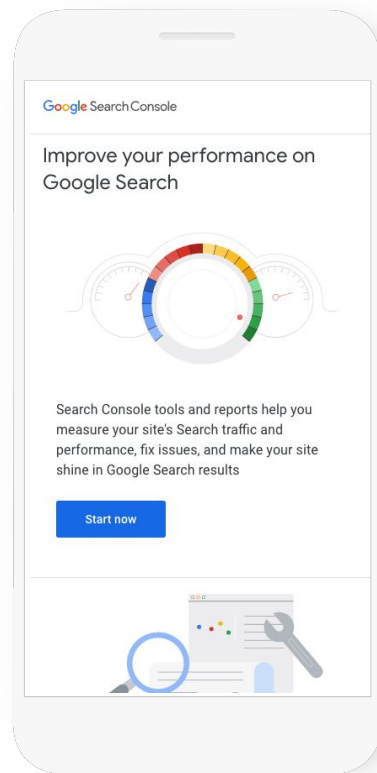 Google Search Console
Improve your performance on
Google Search
Search Console tools and reports help you
measure your site's Search traffic and
performance, fix issues, and make your site
shine in Google Search results
Start now